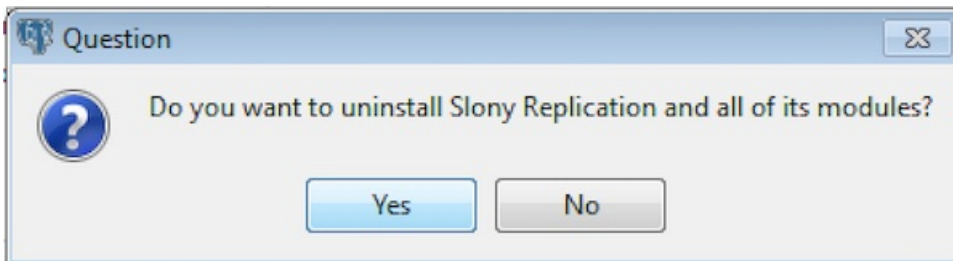 Question
Do you want to uninstall Slony Replication and all of its modules?
Yes
No